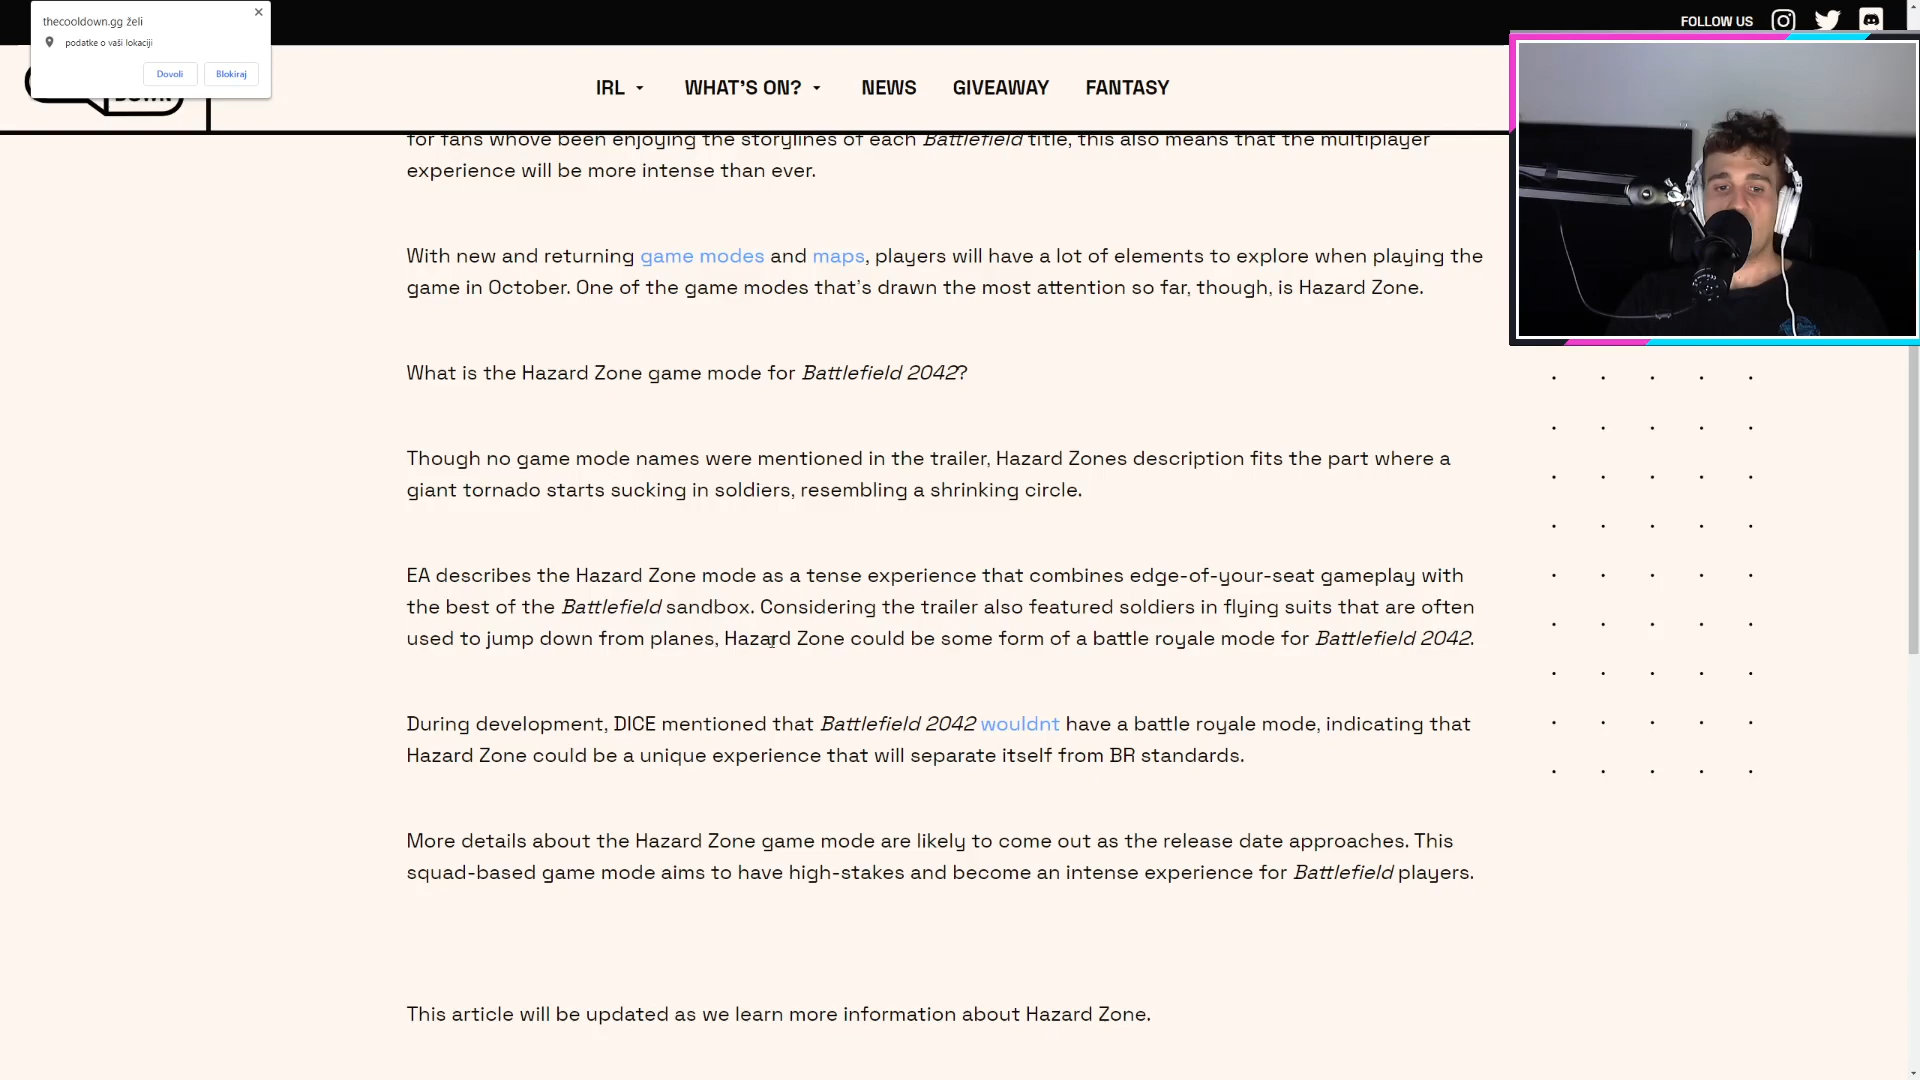 thecooldown.gg želi
podatke o vaši lokaciji
Dovoli Blokiraj
FOLLOW US
IRL WHAT'S ON? NEWS GIVEAWAY FANTASY
for fans whove been enjoying the storylines of each Battlefield title, this also means that the multiplayer
experience will be more intense than ever.
With new and returning game modes and maps, players will have a lot of elements to explore when playing the
game in October. One of the game modes that's drawn the most attention so far, though, is Hazard Zone.
What is the Hazard Zone game mode for Battlefield 2042?
Though no game mode names were mentioned in the trailer, Hazard Zones description fits the part where a
giant tornado starts sucking in soldiers, resembling a shrinking circle.
EA describes the Hazard Zone mode as a tense experience that combines edge-of-your-seat gameplay with
the best of the Battlefield sandbox. Considering the trailer also featured soldiers in flying suits that are often
used to jump down from planes, Hazard Zone could be some form of a battle royale mode for Battlefield 2042.
During development, DICE mentioned that Battlefield 2042 wouldnt have a battle royale mode, indicating that
Hazard Zone could be a unique experience that will separate itself from BR standards.
More details about the Hazard Zone game mode are likely to come out as the release date approaches. This
squad-based game mode aims to have high-stakes and become an intense experience for Battlefield players.
This article will be updated as we learn more information about Hazard Zone.